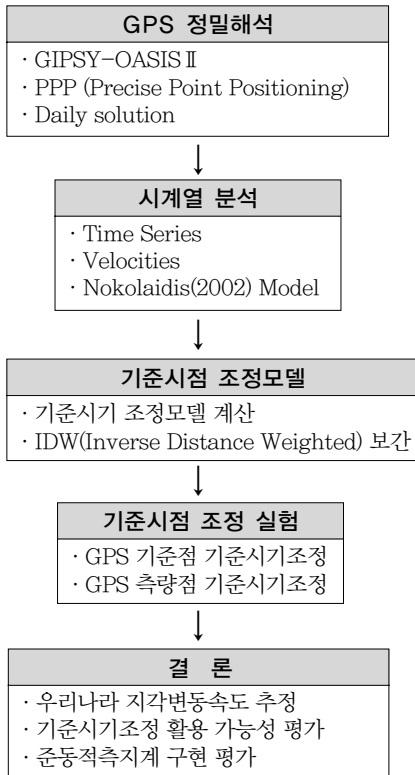 GPS 정밀해석
· GIPSY-OASISⅡ
· PPP (Precise Point Positioning)
· Daily solution
↓
시계열 분석
· Time Series
· Velocities
· Nokolaidis(2002) Model
↓
기준시점 조정모델
· 기준시기 조정모델 계산
· IDW(Inverse Distance Weighted) 보간
↓
기준시점 조정 실험
· GPS 기준점 기준시기조정
· GPS 측량점 기준시기조정
↓
결 론
· 우리나라 지각변동속도 추정
· 기준시기조정 활용 가능성 평가
· 준동적측지계 구현 평가